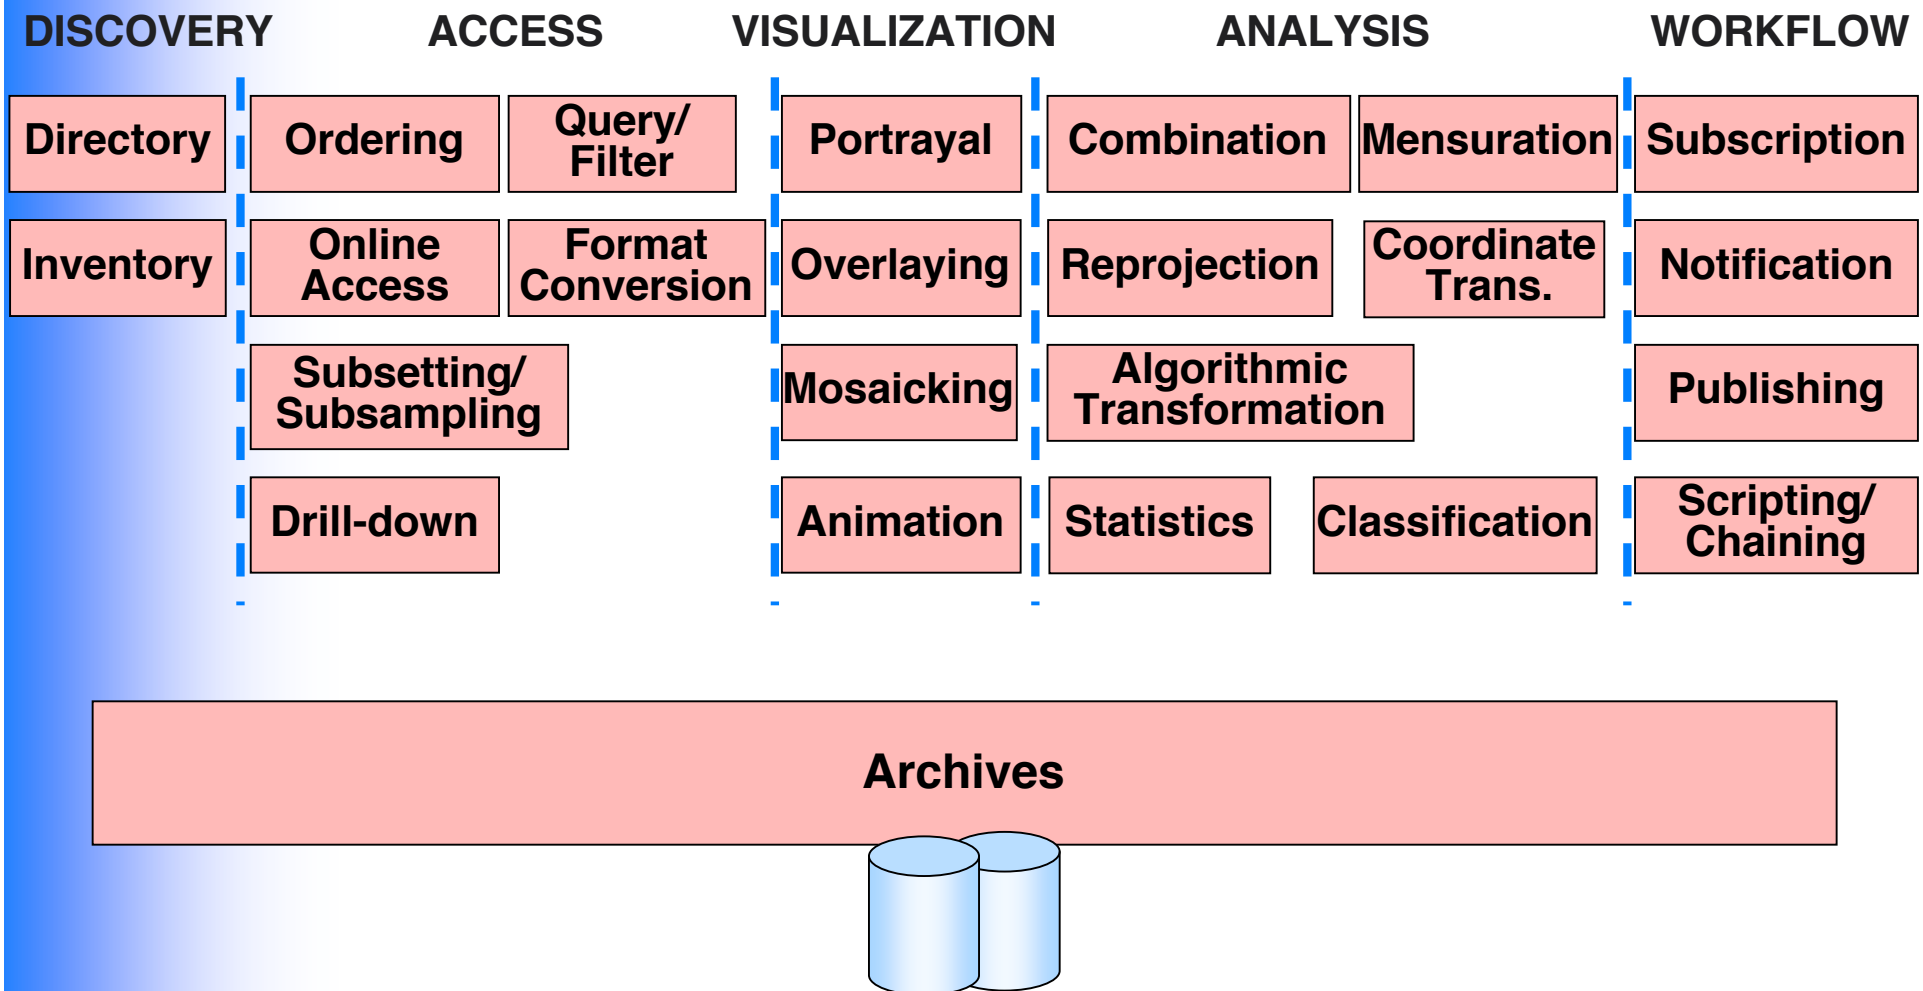 DISCOVERY ACCESS VISUALIZATION ANALYSIS WORKFLOW
Directory
Ordering
Query/
Filter
Portrayal
Combination
Mensuration
Subscription
Inventory
Online
Access
Format
Conversion
Overlaying
Reprojection
Coordinate
Trans.
Notification
Subsetting/
Subsampling
Mosaicking
Algorithmic
Transformation
Publishing
Drill-down
Animation
Statistics
Classification
Scripting/
Chaining
Archives